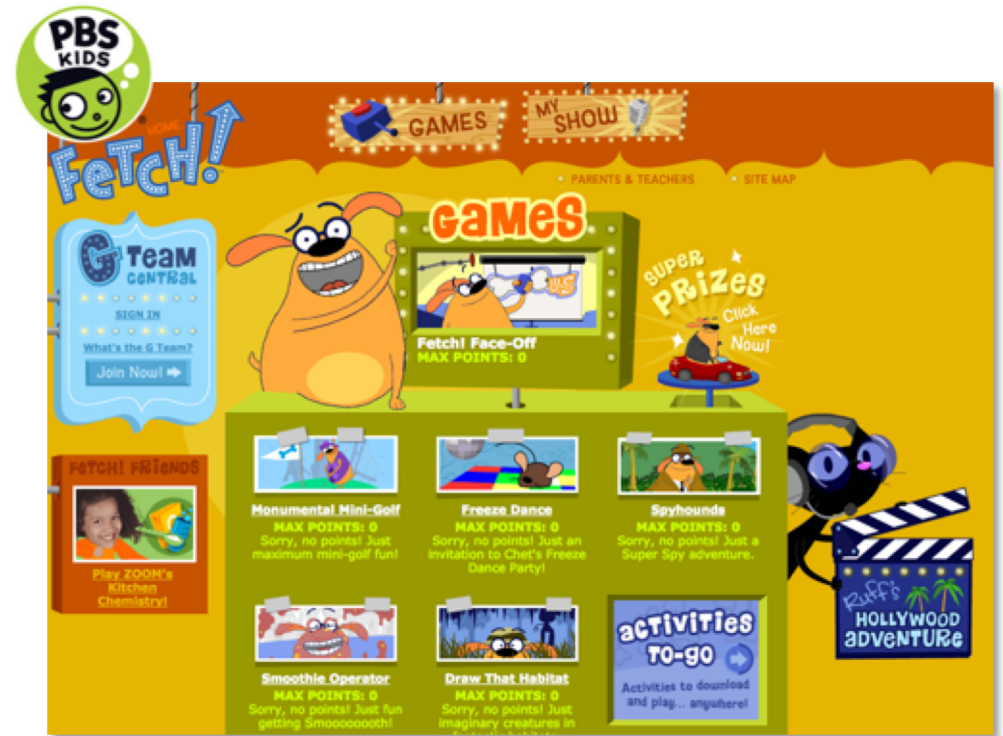 PBS
KIDS
HOME
FeTCH!
GAMES
MY
SHOW
PARENTS & TEACHERS
SITE MAP
G TeaM
CeNTRaL
SIGN IN
What's the G Team?
Join Now!
GaMeS
Fetch! Face-Off
MAX POINTS: 0
SUPER
PRiZeS
Click
Here
Now!
FeTCH! FRieNDS
Play ZOOM's
Kitchen
Chemistry!
Monumental Mini-Golf
MAX POINTS: 0
Sorry, no points! Just
maximum mini-golf fun!
Freeze Dance
MAX POINTS: 0
Sorry, no points! Just an
invitation to Chet's Freeze
Dance Party!
Spyhounds
MAX POINTS: 0
Sorry, no points! Just a
Super Spy adventure.
Smoothie Operator
MAX POINTS: 0
Sorry, no points! Just fun
getting Smooooooooth!
Draw That Habitat
MAX POINTS: 0
Sorry, no points! Just
imaginary creatures in
aCTiViTieS
TO-GO
Activities to download
and play... anywhere!
Ruff's
HOLLYWOOD
aDVeNTURe